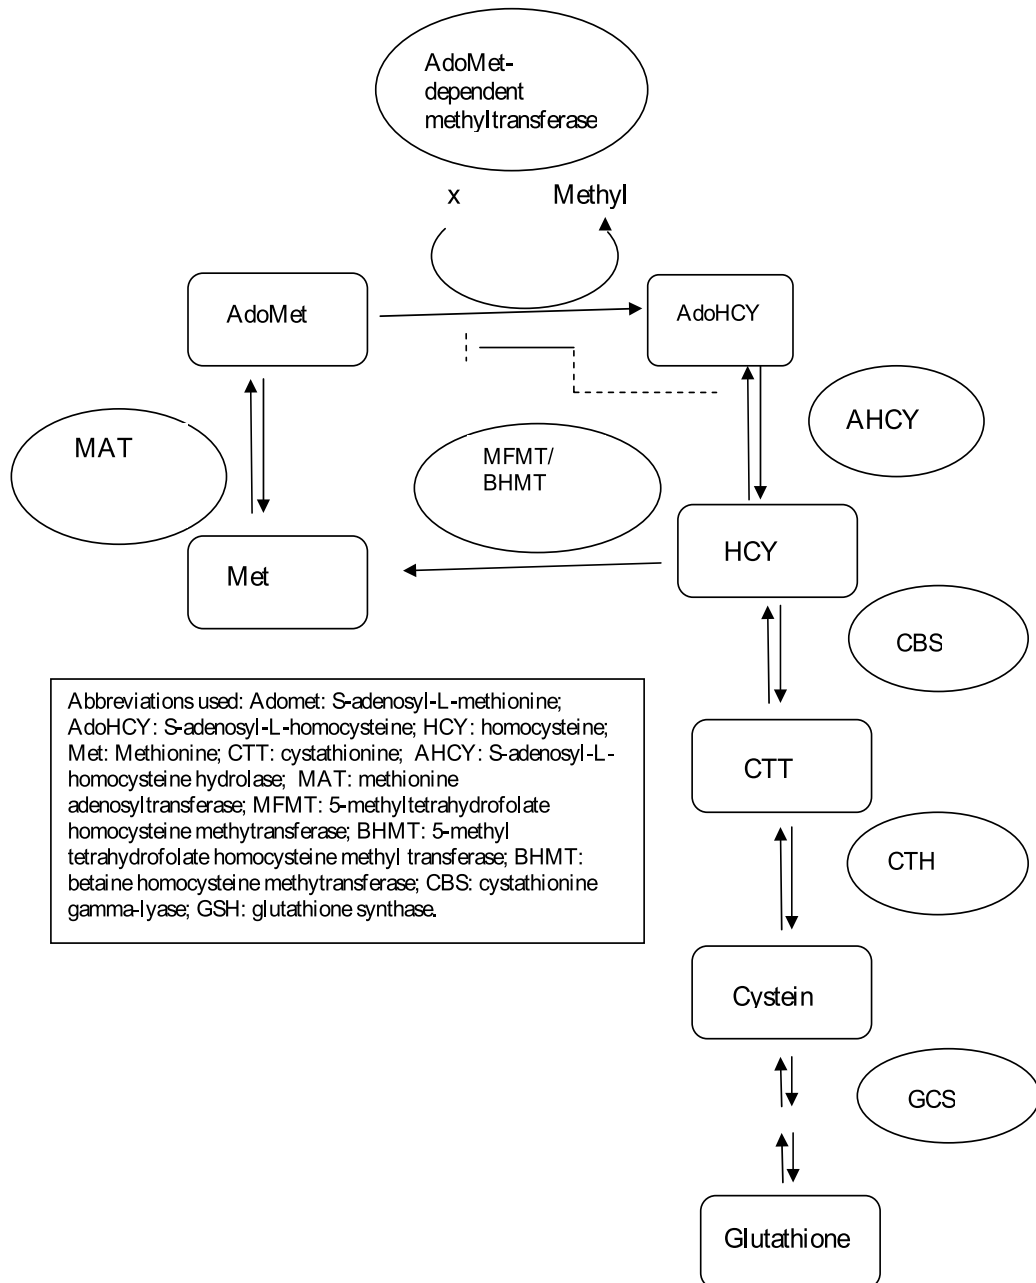 AdoMet-
dependent
methyltransferase
x
Methyl
AdoMet
AdoHCY
MAT
MFMT/
BHMT
AHCY
Met
HCY
CBS
Abbreviations used: Adomet: S-adenosyl-L-methionine;
AdoHCY: S-adenosyl-L-homocysteine; HCY: homocysteine;
Met: Methionine; CTT: cystathionine; AHCY: S-adenosyl-L-
homocysteine hydrolase; MAT: methionine
adenosyltransferase; MFMT: 5-methyltetrahydrofolate
homocysteine methytransferase; BHMT: 5-methyl
tetrahydrofolate homocysteine methyl transferase; BHMT:
betaine homocysteine methytransferase; CBS: cystathionine
gamma-lyase; GSH: glutathione synthase.
CTT
CTH
Cystein
GCS
Glutathione